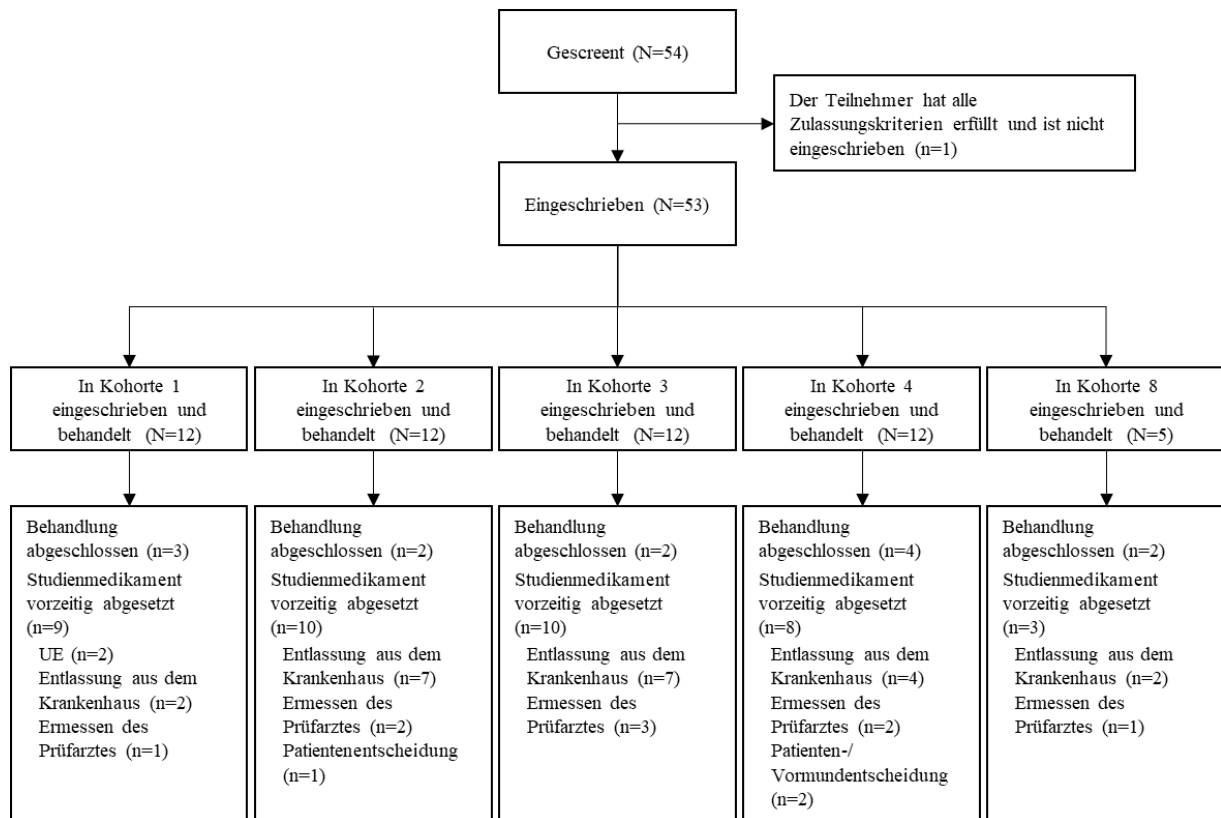 Gescreent (N=54)
Der Teilnehmer hat alle
Zulassungskriterien erfüllt und ist nicht
eingeschrieben (n=1)
Eingeschrieben (N=53)
In Kohorte 1
eingeschrieben und
behandelt (N=12)
In Kohorte 2
eingeschrieben und
behandelt (N=12)
In Kohorte 3
eingeschrieben und
behandelt (N=12)
In Kohorte 4
eingeschrieben und
behandelt (N=12)
In Kohorte 8
eingeschrieben und
behandelt (N=5)
Behandlung
abgeschlossen (n=3)
Studienmedikament
vorzeitig abgesetzt
(n=9)
UE (n=2)
Entlassung aus dem
Krankenhaus (n=2)
Ermessen des
Prüfarztes (n=1)
Behandlung
abgeschlossen (n=2)
Studienmedikament
vorzeitig abgesetzt
(n=10)
Entlassung aus dem
Krankenhaus (n=7)
Ermessen des
Prüfarztes (n=2)
Patientenentscheidung
(n=1)
Behandlung
abgeschlossen (n=2)
Studienmedikament
vorzeitig abgesetzt
(n=10)
Entlassung aus dem
Krankenhaus (n=7)
Ermessen des
Prüfarztes (n=3)
Behandlung
abgeschlossen (n=4)
Studienmedikament
vorzeitig abgesetzt
(n=8)
Entlassung aus dem
Krankenhaus (n=4)
Ermessen des
Prüfarztes (n=2)
Patienten-/
Vormundentscheidung
(n=2)
Behandlung
abgeschlossen (n=2)
Studienmedikament
vorzeitig abgesetzt
(n=3)
Entlassung aus dem
Krankenhaus (n=2)
Ermessen des
Prüfarztes (n=1)